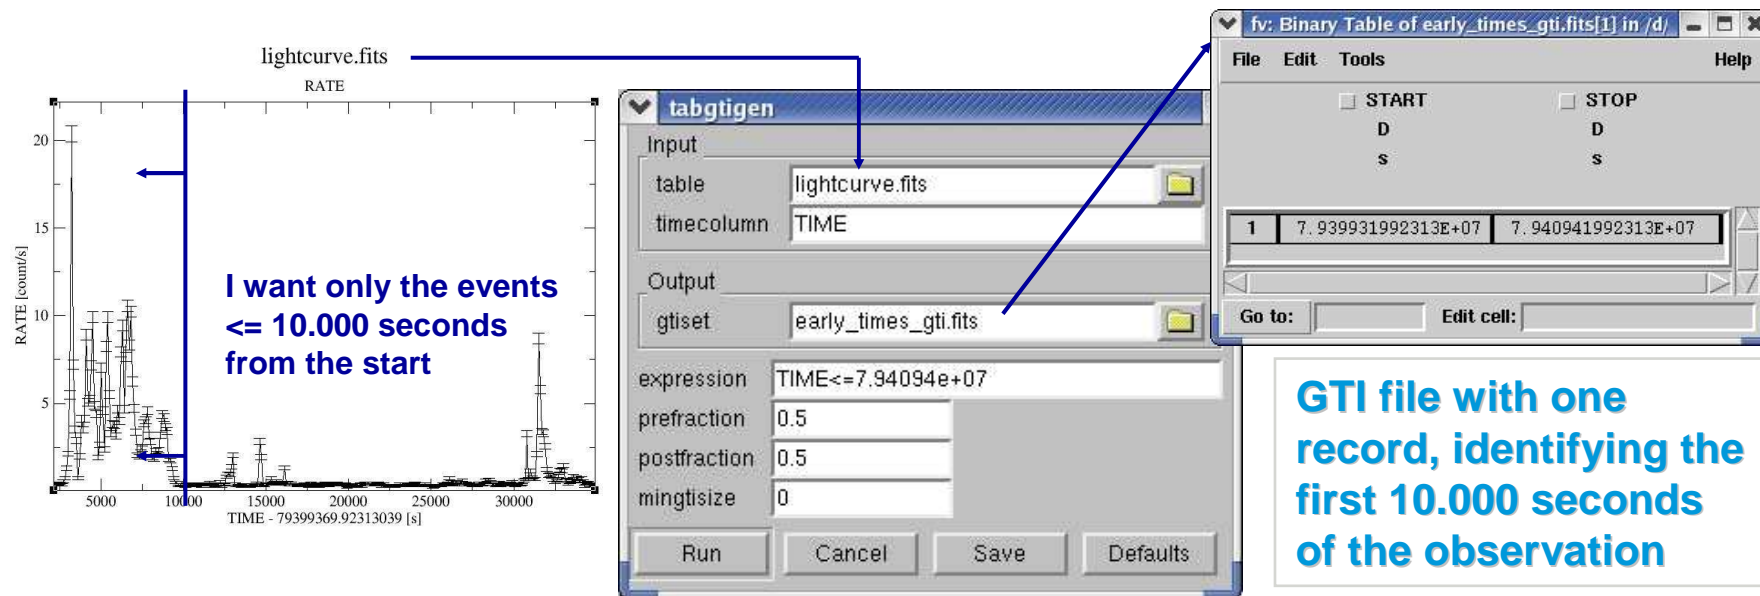 lightcurve.fits
RATE
20
15
10
5
RATE [count/s]
5000 10000 15000 20000 25000 30000
TIME - 79399369.92313039 [s]
I want only the events
<= 10.000 seconds
from the start
tabgtigen
Input
table lightcurve.fits
timecolumn TIME
Output
gtiset early_times_gti.fits
expression TIME<=7.94094e+07
prefraction 0.5
postfraction 0.5
mingtisize 0
Run Cancel Save Defaults
fv: Binary Table of early_times_gti.fits[1] in /d/
File Edit Tools Help
START STOP
D D
s s
1 7.939931992313E+07 7.940941992313E+07
Go to: Edit cell:
GTI file with one
record, identifying the
first 10.000 seconds
of the observation